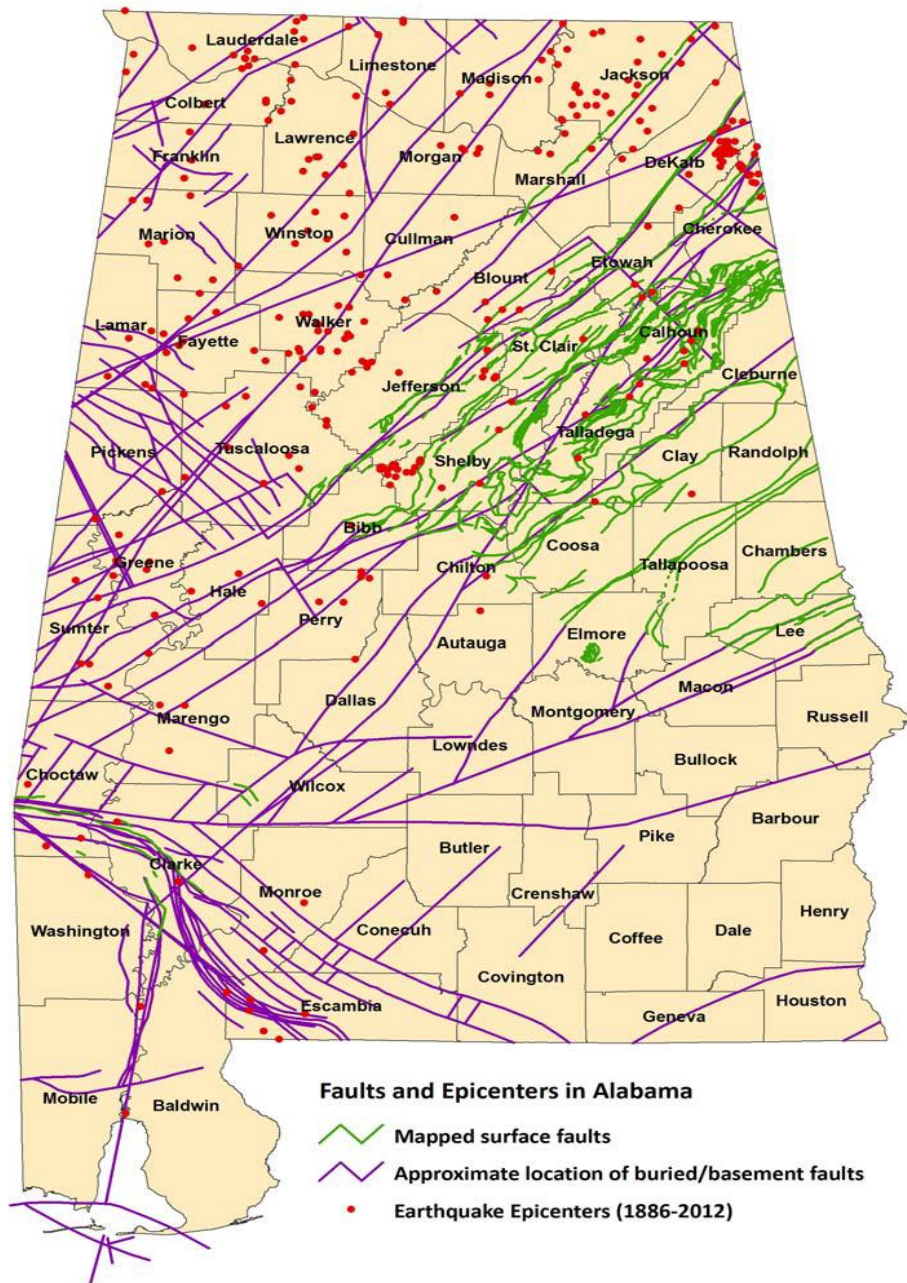 Lauderdale
Limestone
Madison
Jackson
Colbert
Lawrence
Franklin
Morgan
DeKalb
Marshall
Marion
Winston
Cullman
Cherokee
Blount
Etowah
Lamar
Fayette
Walker
Calhoun
St. Clair
Jefferson
Cleburne
Pickens
Tuscaloosa
Talladega
Shelby
Clay
Randolph
Bibb
Greene
Hale
Chilton
Coosa
Tallapoosa
Chambers
Sumter
Perry
Autauga
Elmore
Lee
Dallas
Macon
Marengo
Montgomery
Russell
Lowndes
Bullock
Choctaw
Wilcox
Barbour
Pike
Butler
Clarke
Monroe
Crenshaw
Henry
Washington
Conecuh
Coffee
Dale
Covington
Escambia
Houston
Geneva
Mobile
Baldwin
Faults and Epicenters in Alabama
Mapped surface faults
Approximate location of buried/basement faults
Earthquake Epicenters (1886-2012)